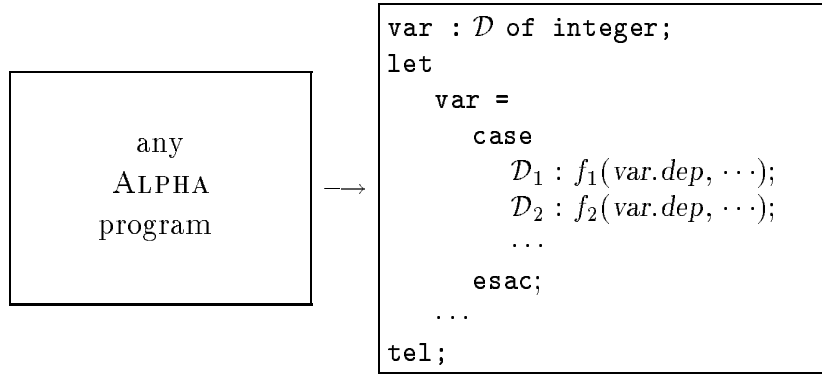 any
ALPHA
program
⟶
var : 𝒟 of integer;
let
var =
case
𝒟₁ : f₁(var.dep, ⋯);
𝒟₂ : f₂(var.dep, ⋯);
⋯
esac;
⋯
tel;